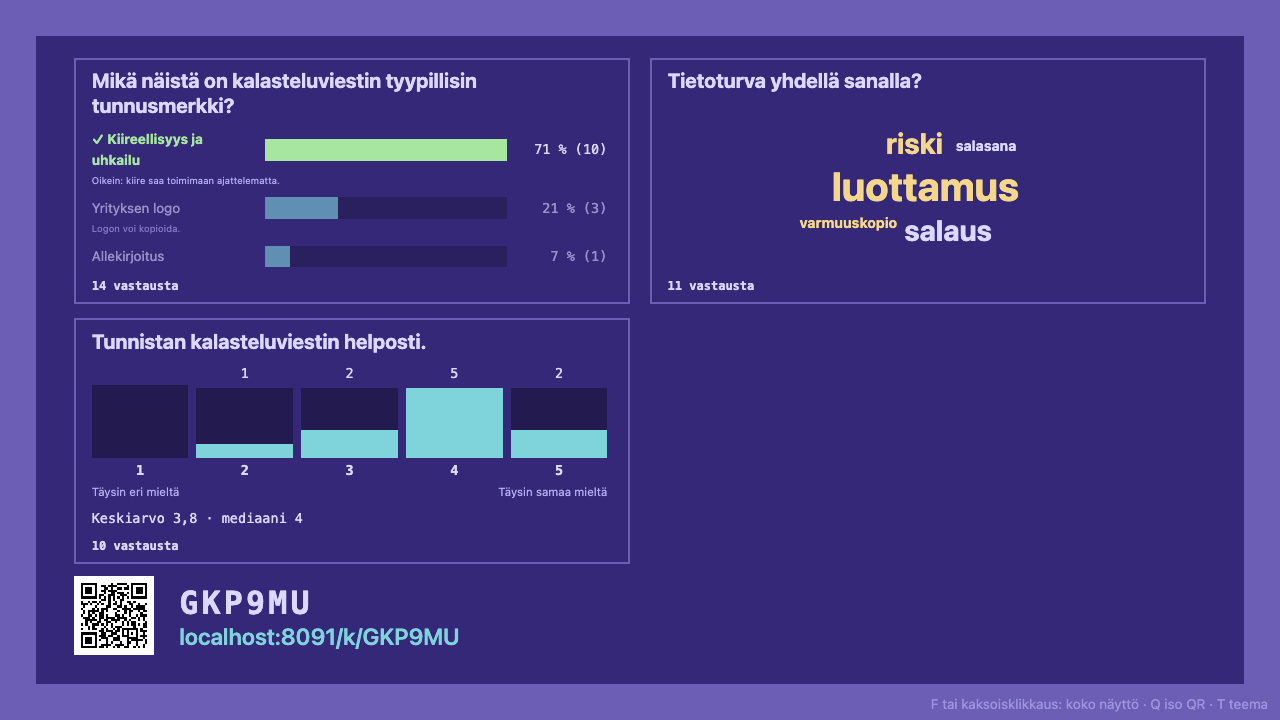 Mikä näistä on kalasteluviestin tyypillisin
tunnusmerkki?
✓ Kiireellisyys ja
uhkailu
71 % (10)
Oikein: kiire saa toimimaan ajattelematta.
Yrityksen logo
21 % (3)
Logon voi kopioida.
Allekirjoitus
7 % (1)
14 vastausta
Tietoturva yhdellä sanalla?
riski salasana
luottamus
varmuuskopio salaus
11 vastausta
Tunnistan kalasteluviestin helposti.
1 2 5 2
1 2 3 4 5
Täysin eri mieltä Täysin samaa mieltä
Keskiarvo 3,8 · mediaani 4
10 vastausta
GKP9MU
localhost:8091/k/GKP9MU
F tai kaksoisklikkaus: koko näyttö · Q iso QR · T teema